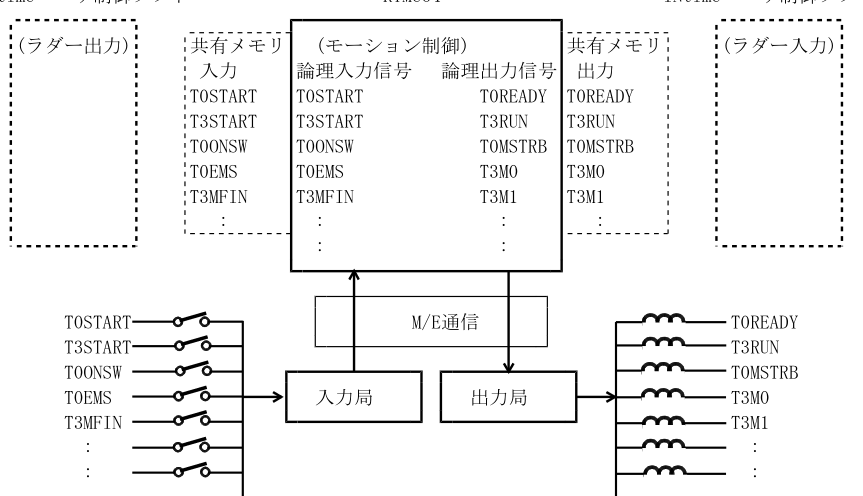 (ラダー出力)
共有メモリ
入力
T0START
T3START
T0ONSW
T0EMS
T3MFIN
:
(モーション制御)
論理入力信号
T0START
T3START
T0ONSW
T0EMS
T3MFIN
:
:
論理出力信号
T0READY
T3RUN
T0MSTRB
T3M0
T3M1
:
:
共有メモリ
出力
T0READY
T3RUN
T0MSTRB
T3M0
T3M1
:
(ラダー入力)
M/E通信
T0START
T3START
T0ONSW
T0EMS
T3MFIN
:
:
入力局
出力局
T0READY
T3RUN
T0MSTRB
T3M0
T3M1
:
: